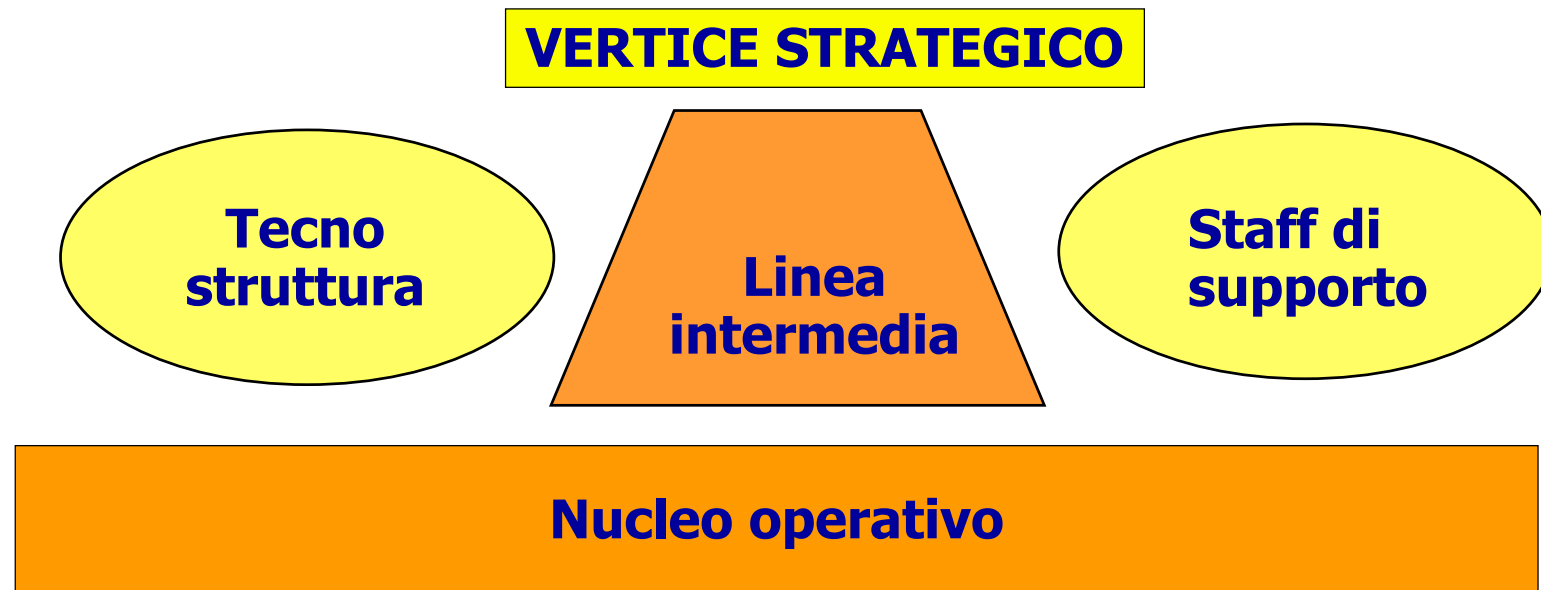 VERTICE STRATEGICO
Tecno
struttura
Linea
intermedia
Staff di
supporto
Nucleo operativo